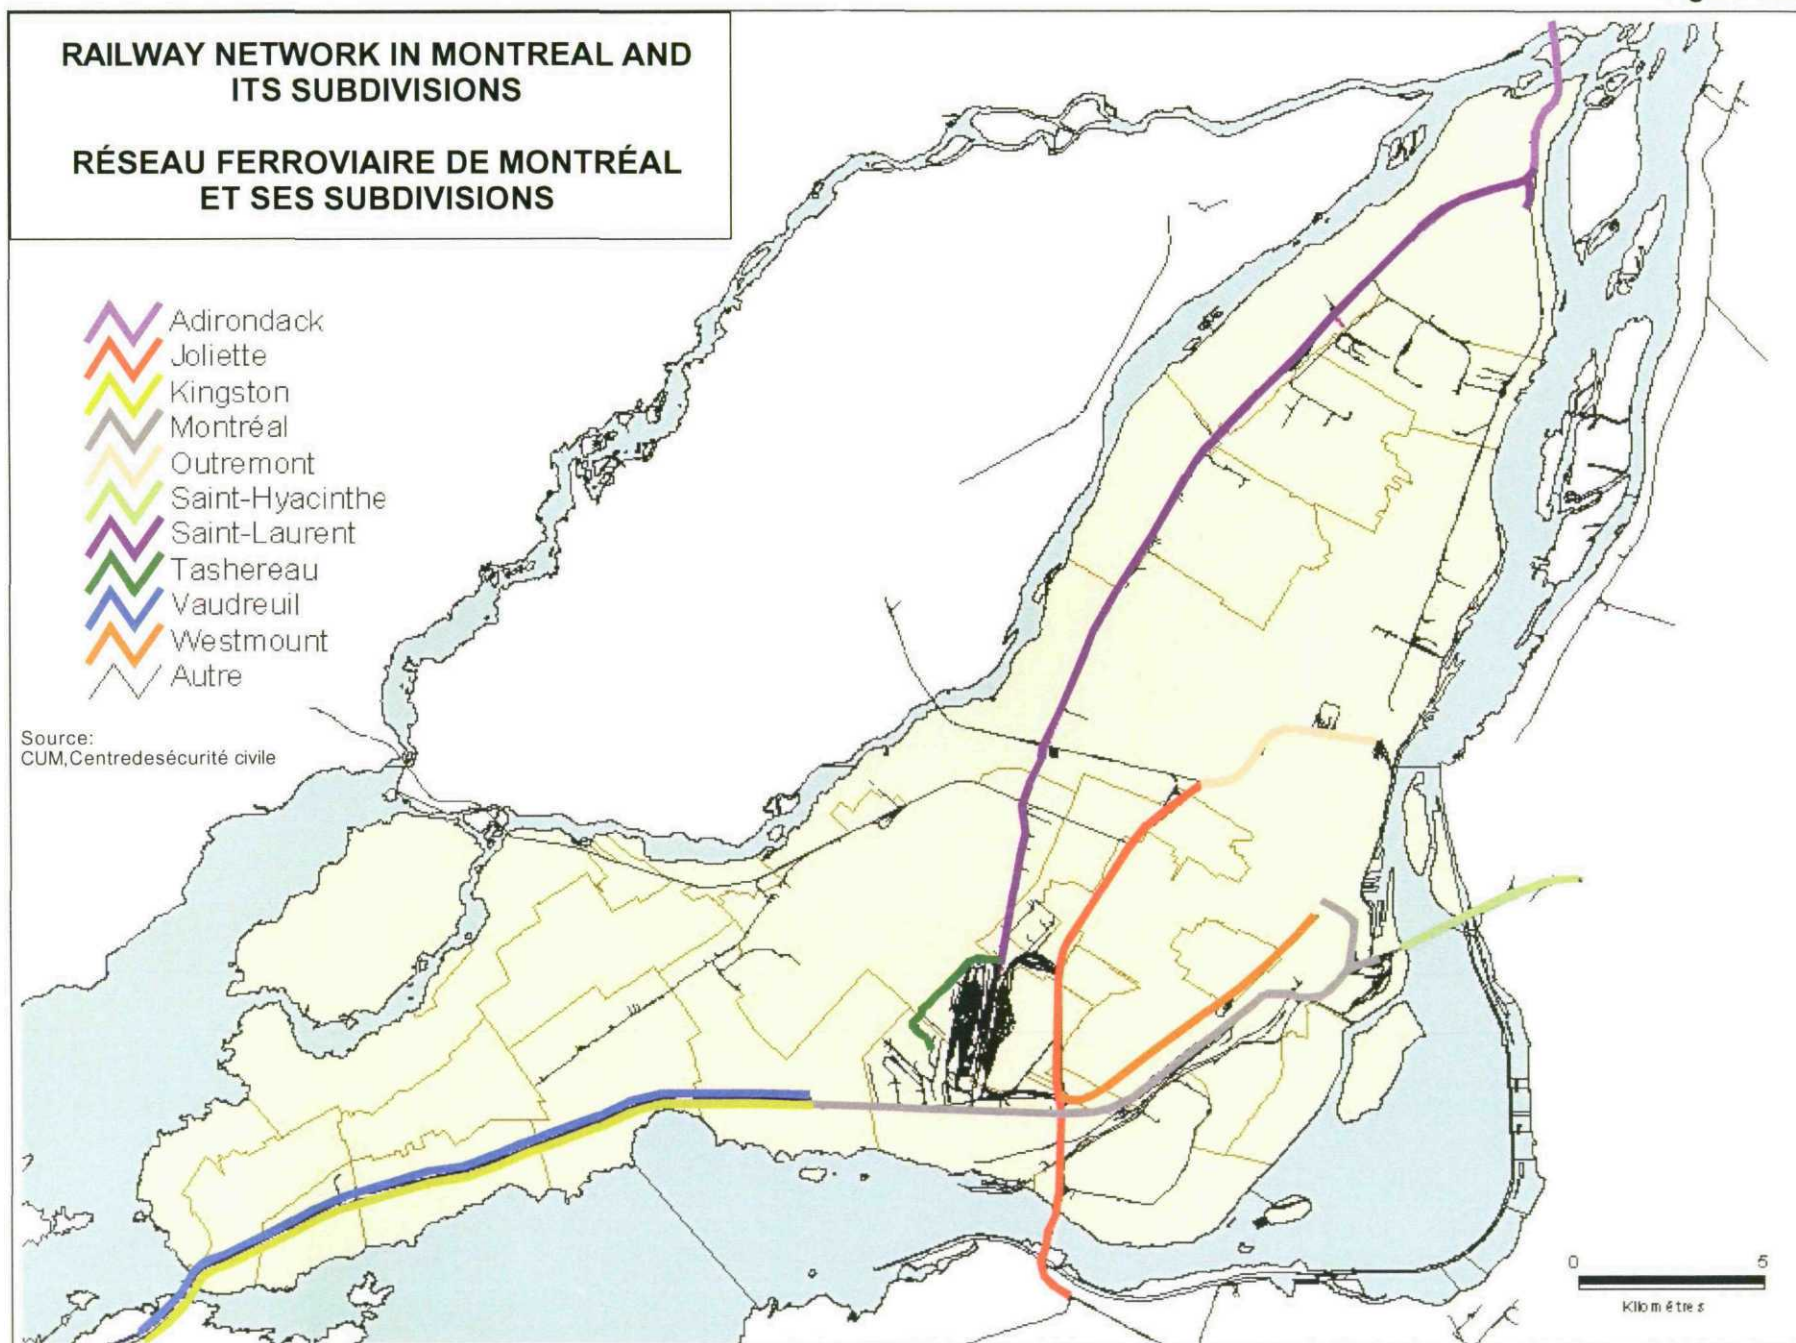 RAILWAY NETWORK IN MONTREAL AND
ITS SUBDIVISIONS
RÉSEAU FERROVIAIRE DE MONTRÉAL
ET SES SUBDIVISIONS
Adirondack
Joliette
Kingston
Montréal
Outremont
Saint-Hyacinthe
Saint-Laurent
Tashereau
Vaudreuil
Westmount
Autre
Source:
CUM,Centredesécurité civile
0 5
Kilométres